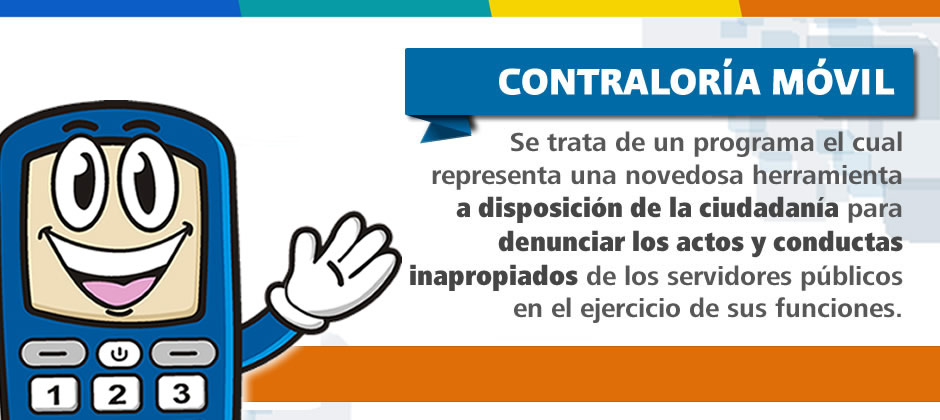 CONTRALORÍA MÓVIL
Se trata de un programa el cual
representa una novedosa herramienta
a disposición de la ciudadanía para
denunciar los actos y conductas
inapropiados de los servidores públicos
en el ejercicio de sus funciones.
1 2 3